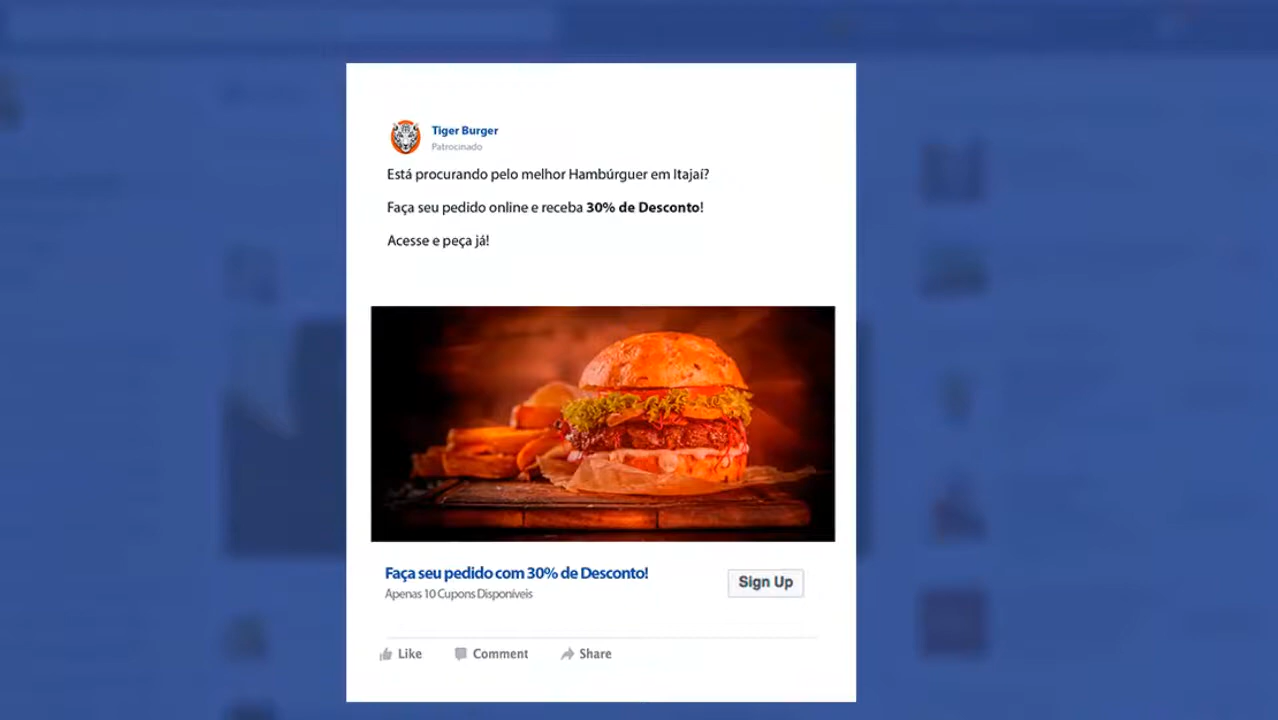 Tiger Burger
Patrocinado
Está procurando pelo melhor Hambúrguer em Itajaí?
Faça seu pedido online e receba 30% de Desconto!
Acesse e peça já!
Faça seu pedido com 30% de Desconto!
Apenas 10 Cupons Disponíveis
Sign Up
Like Comment Share